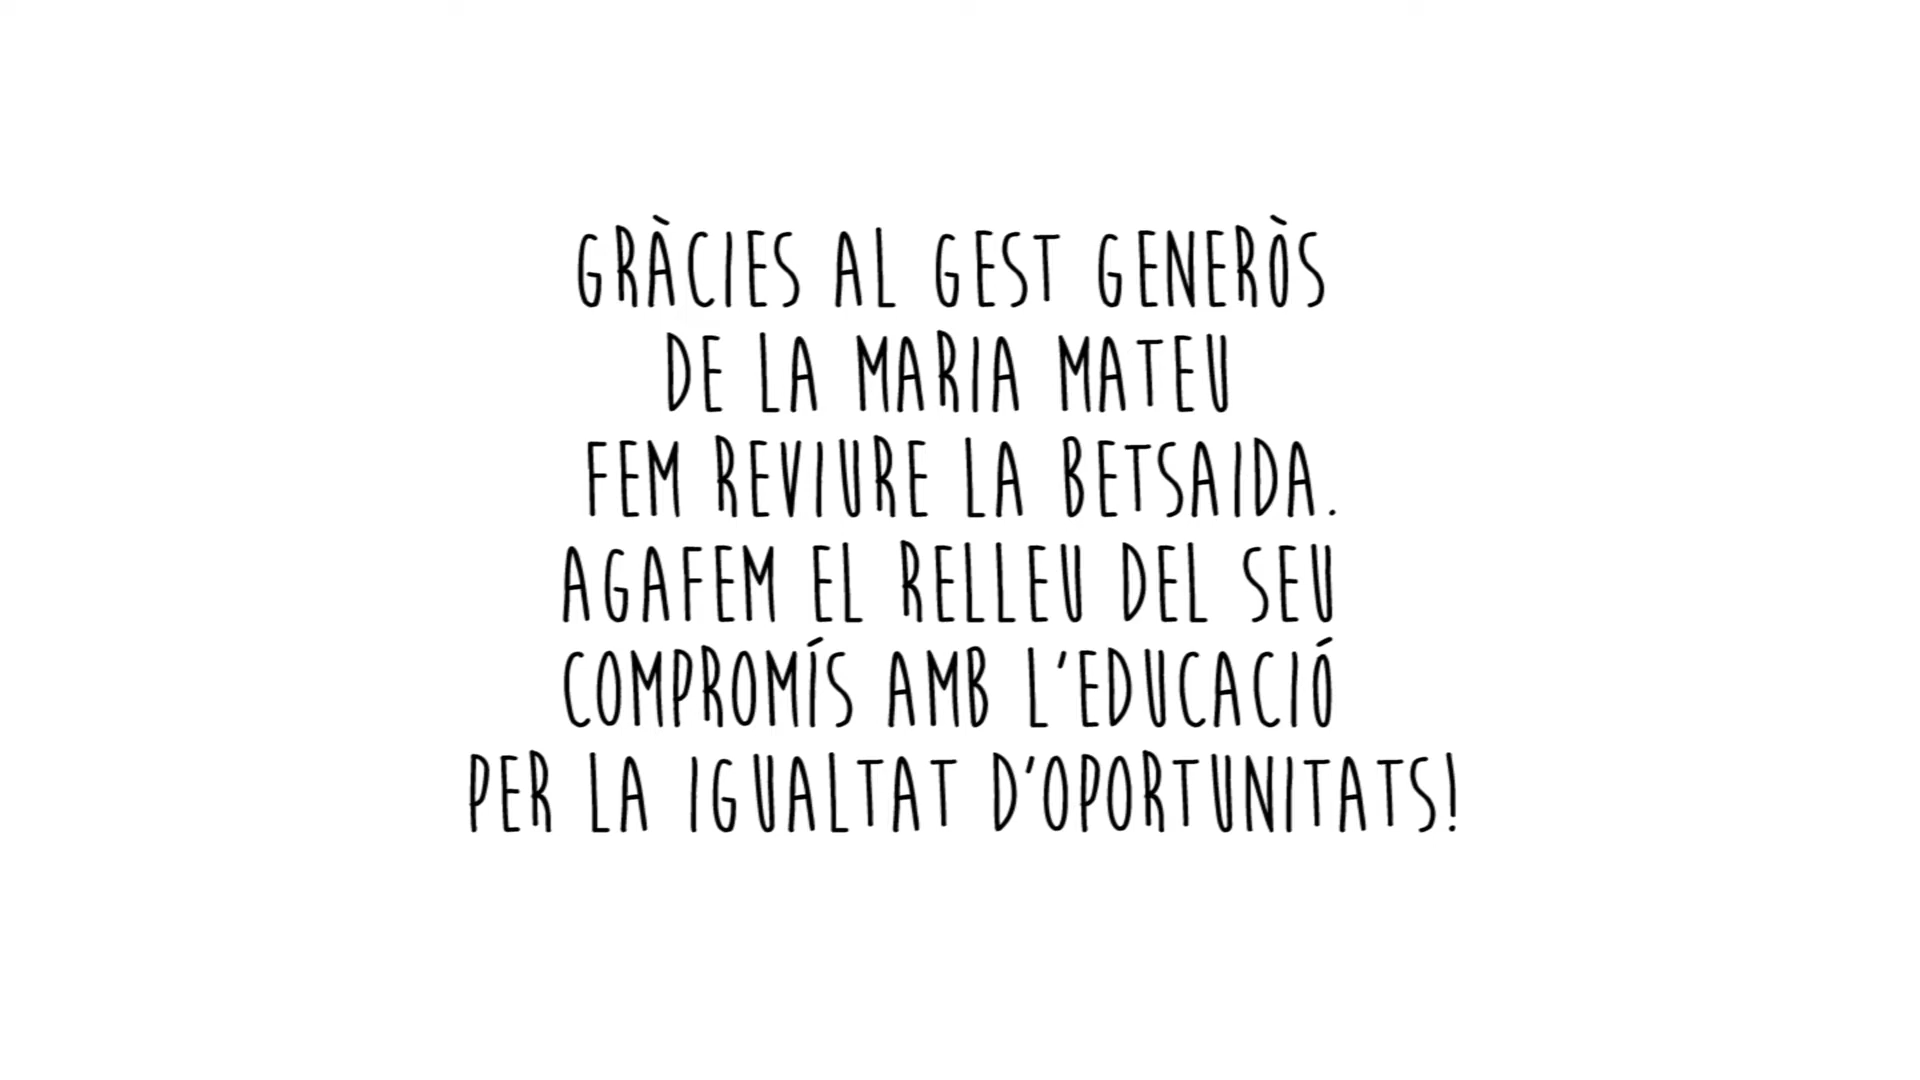 GRÀCIES AL GEST GENERÒS
DE LA MARIA MATEU
FEM REVIURE LA BETSAIDA.
AGAFEM EL RELLEU DEL SEU
COMPROMÍS AMB L'EDUCACIÓ
PER LA IGUALTAT D'OPORTUNITATS!